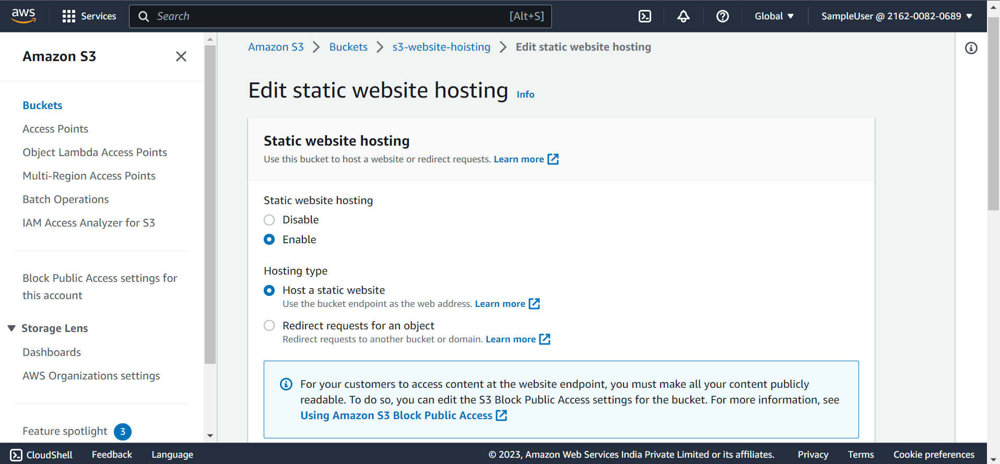 aws Services Search [Alt+S] Global SampleUser @ 2162-0082-0689
Amazon S3
Buckets
Access Points
Object Lambda Access Points
Multi-Region Access Points
Batch Operations
IAM Access Analyzer for S3
Block Public Access settings for
this account
Storage Lens
Dashboards
AWS Organizations settings
Feature spotlight 3
Amazon S3 Buckets s3-website-hoisting Edit static website hosting
Edit static website hosting Info
Static website hosting
Use this bucket to host a website or redirect requests. Learn more
Static website hosting
Disable
Enable
Hosting type
Host a static website
Use the bucket endpoint as the web address. Learn more
Redirect requests for an object
Redirect requests to another bucket or domain. Learn more
For your customers to access content at the website endpoint, you must make all your content publicly
readable. To do so, you can edit the S3 Block Public Access settings for the bucket. For more information, see
Using Amazon S3 Block Public Access
CloudShell Feedback Language © 2023, Amazon Web Services India Private Limited or its affiliates. Privacy Terms Cookie preferences